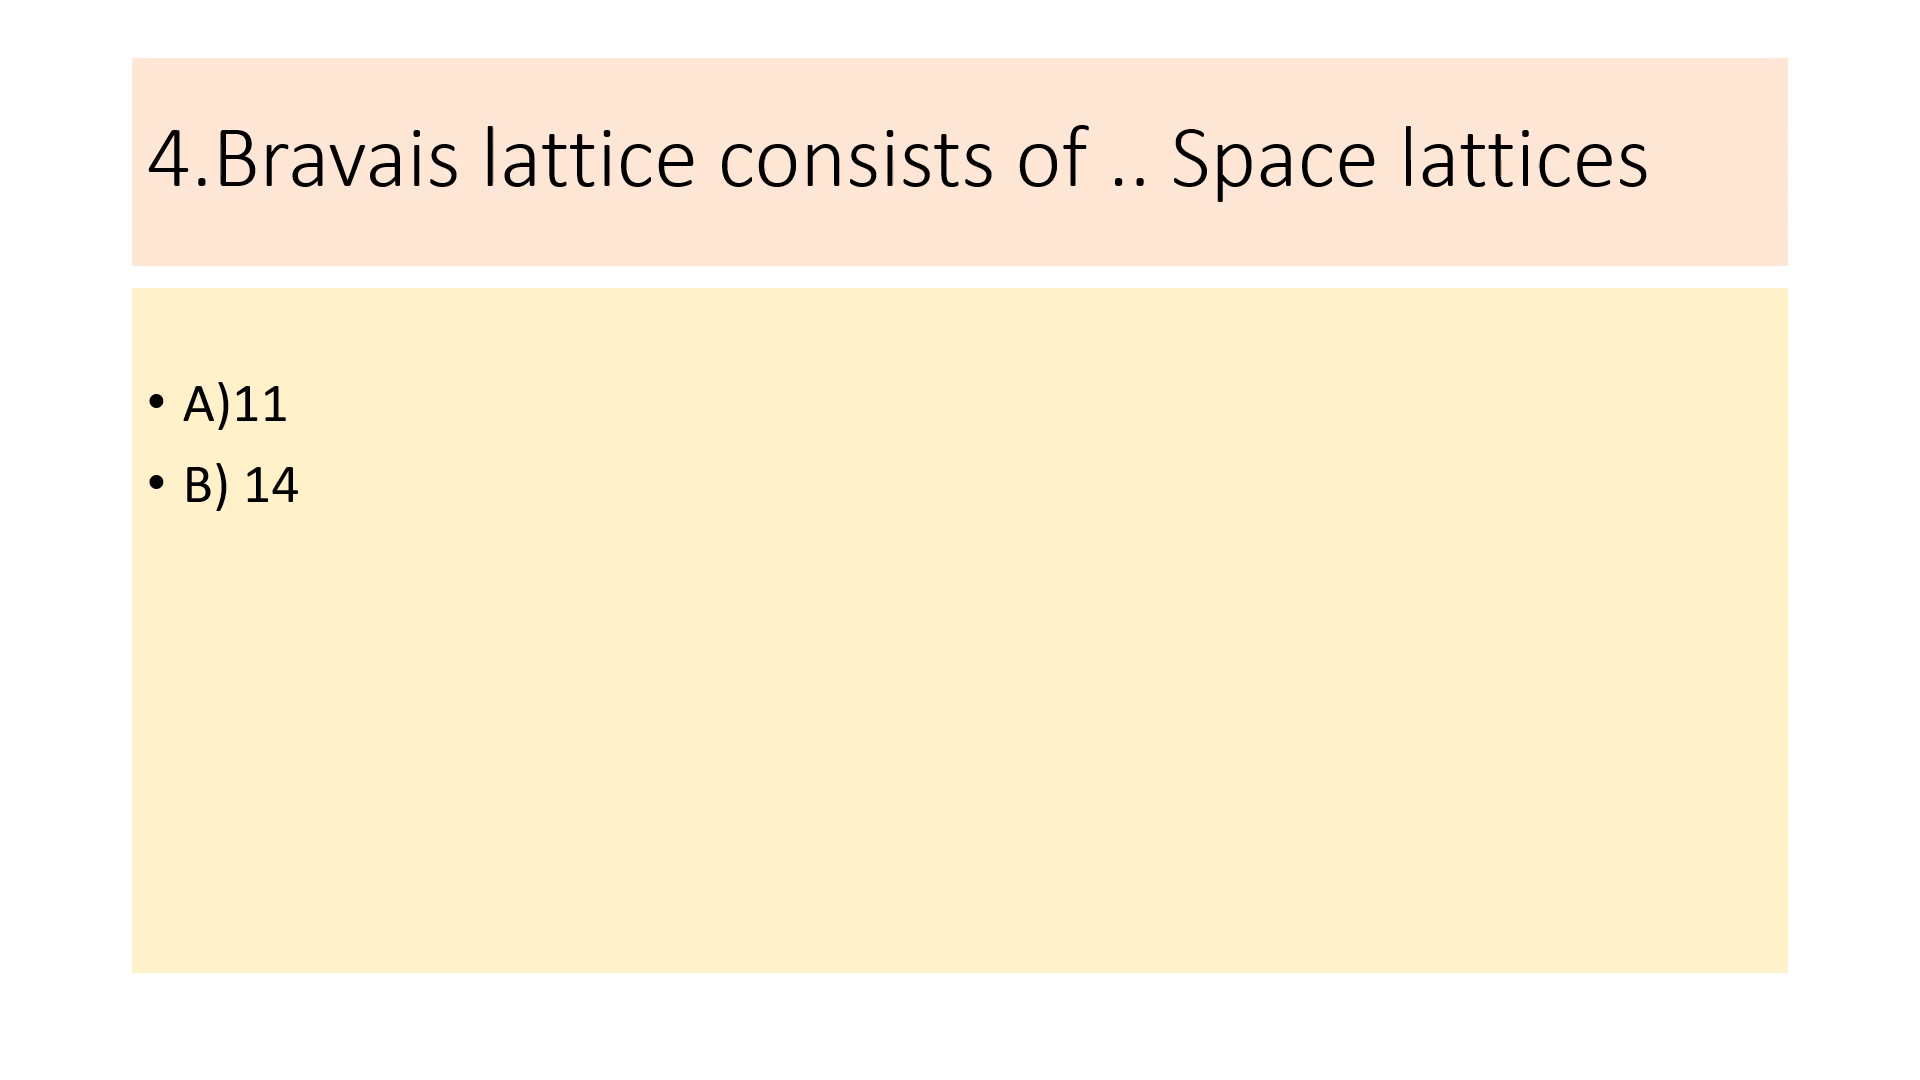 4.Bravais lattice consists of .. Space lattices
• A)11
• B) 14